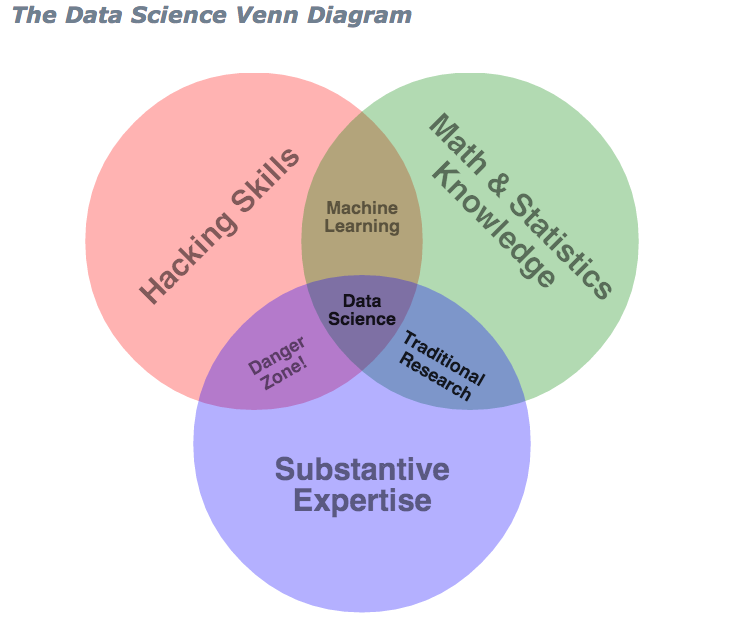 The Data Science Venn Diagram
Hacking Skills
Math & Statistics
Knowledge
Machine
Learning
Data
Science
Danger
Zone!
Traditional
Research
Substantive
Expertise